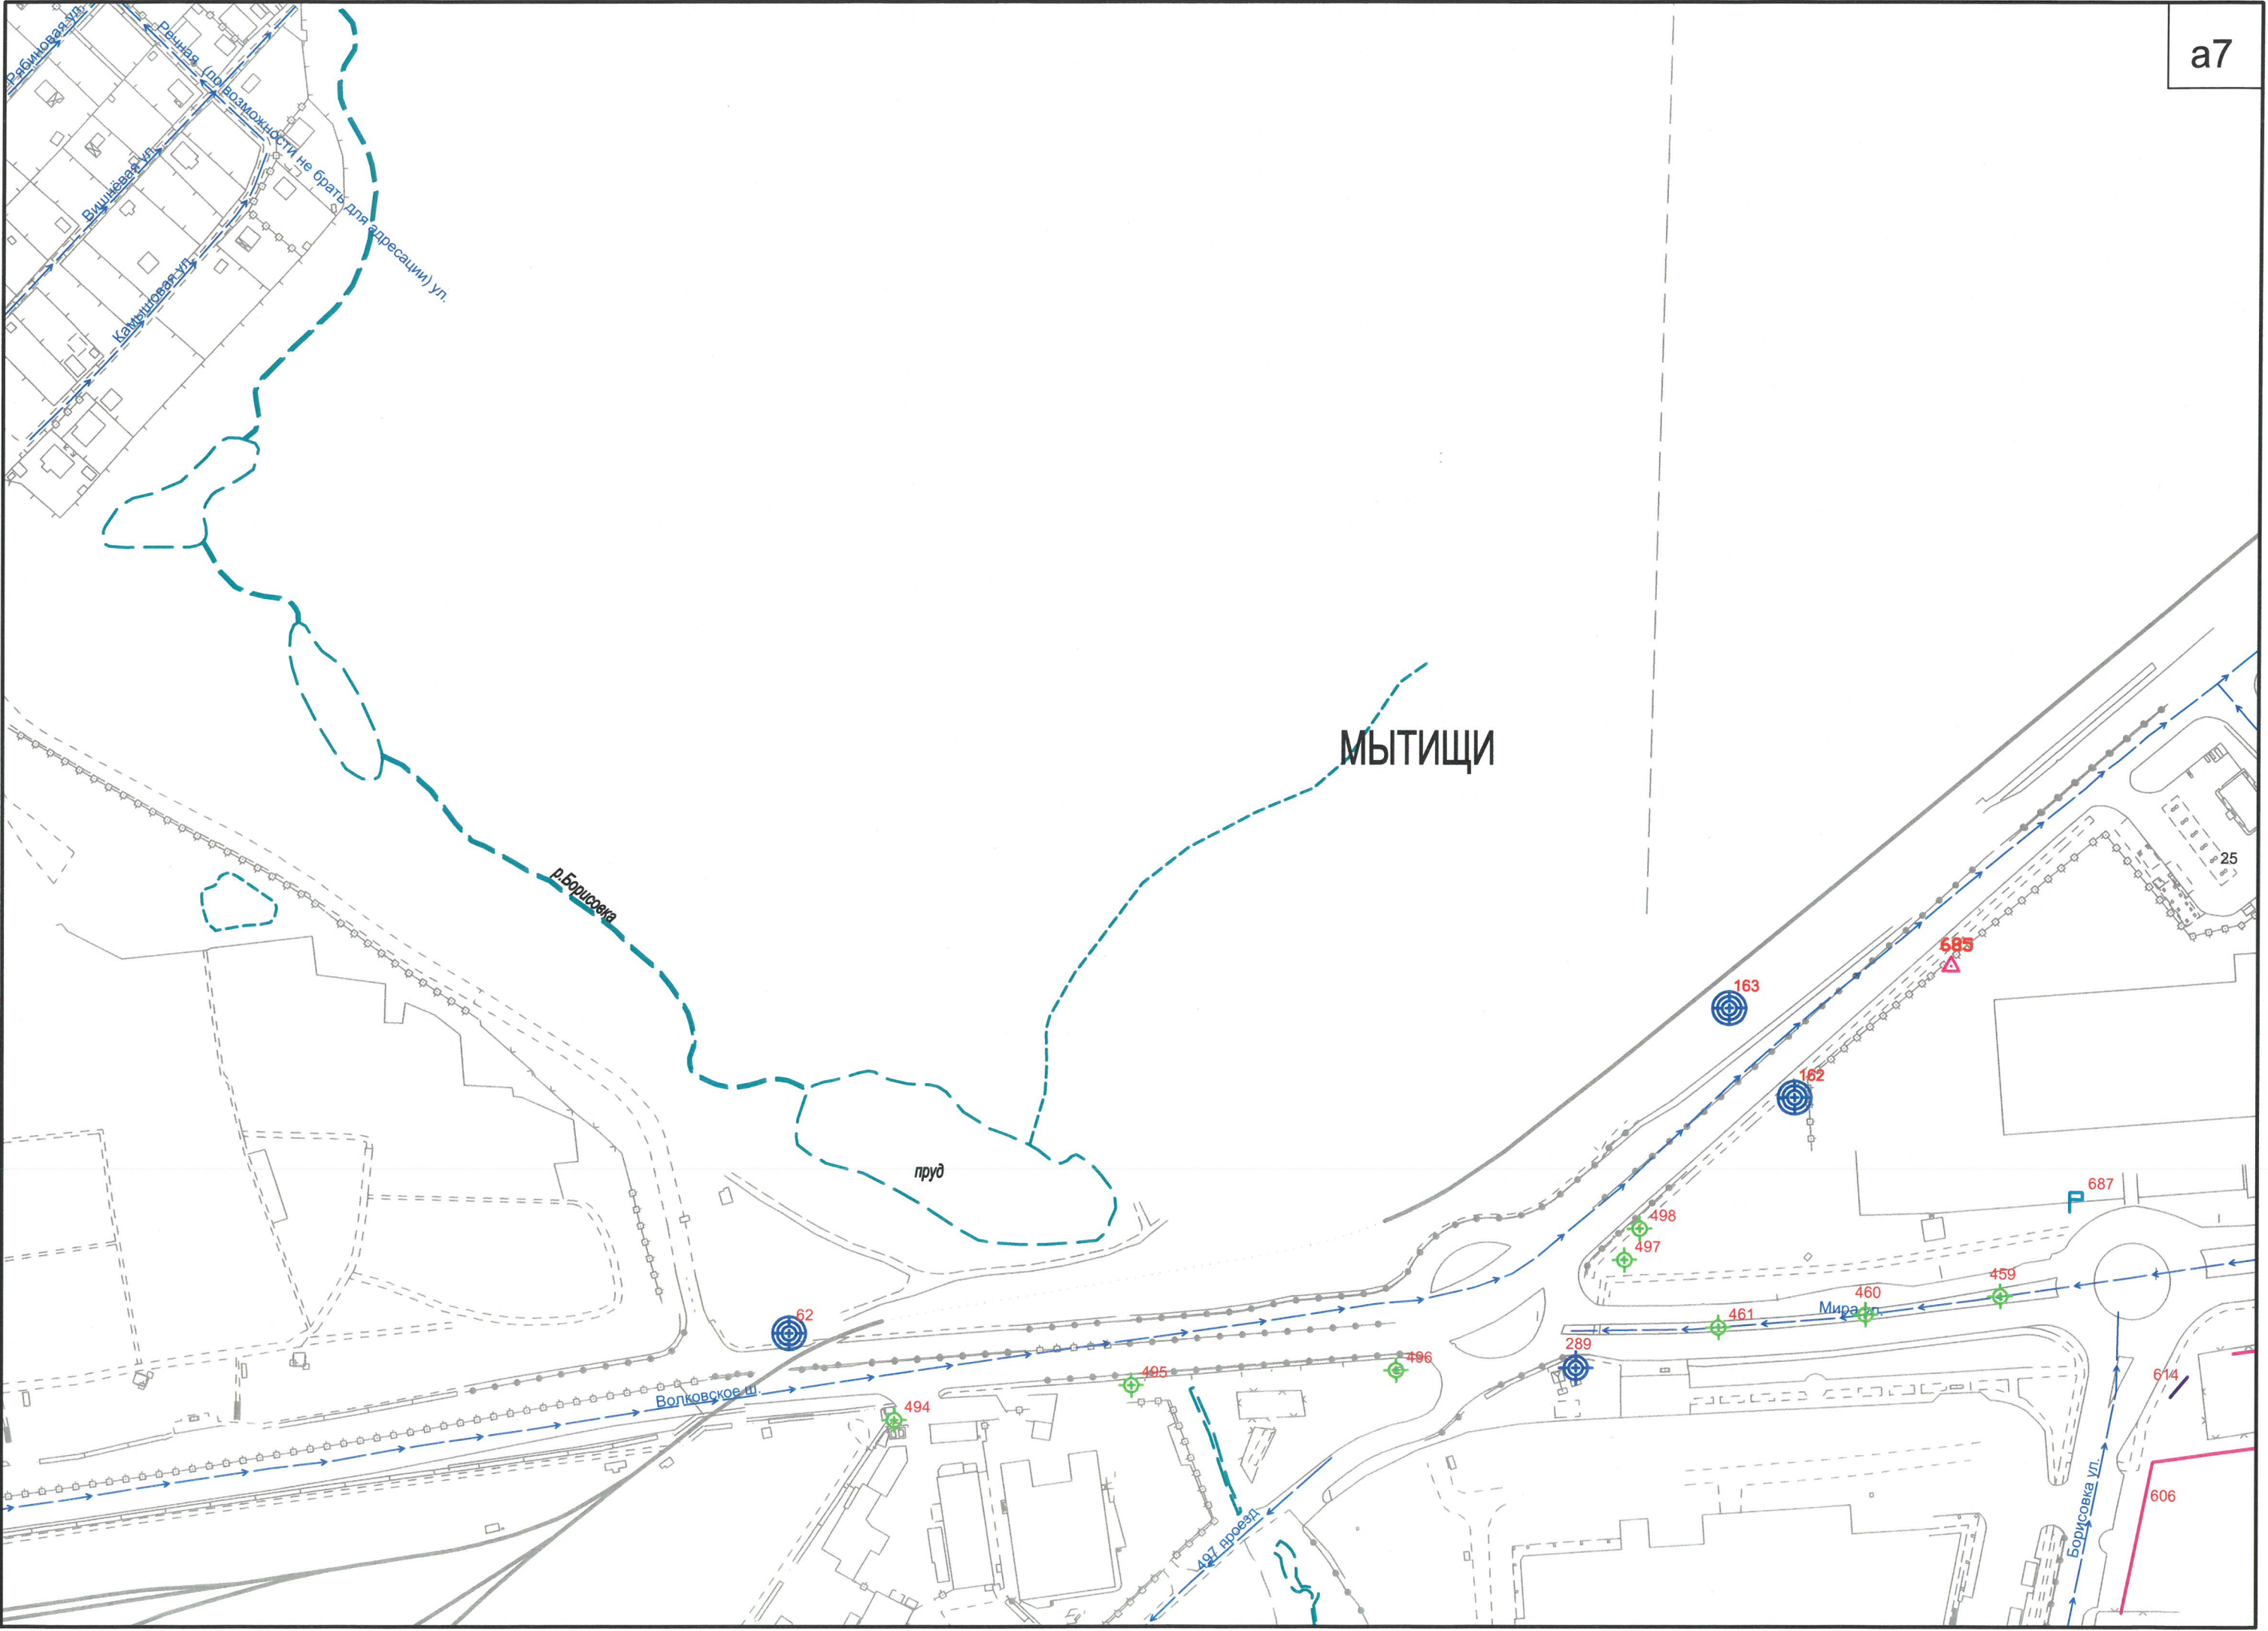 а7
Рябиновая ул.
Речная (по возможности не брать для адресации) ул.
Вишнёвая ул.
Камышовая ул.
МЫТИЩИ
р.Борисовка
25
685
163
162
пруд
687
498
497
459
460
Мира ул.
461
62
289
496
495
614
Волковское ш.
494
606
Борисовка ул.
497 проезд